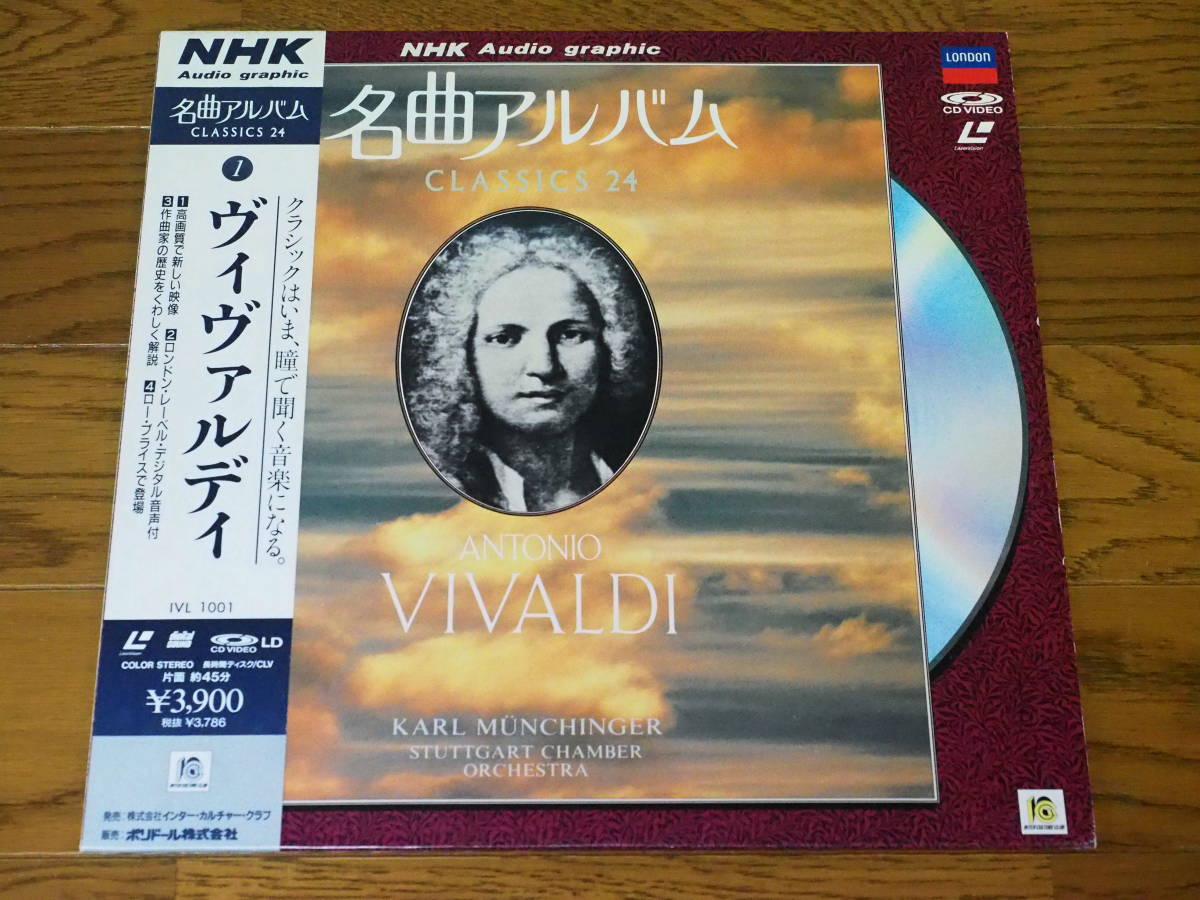 NHK
Audio graphic
名曲アルバム
CLASSICS 24
1
ヴィヴァルディ
クラシックはいま、瞳で聞く音楽になる。
1 高画質で新しい映像 2 ロンドン・レーベル・デジタル音声付
3 作曲家の歴史をくわしく解説 4 ロー・プライスで登場
IVL 1001
LaserVision
CD VIDEO LD
COLOR STEREO 長時間ディスク/CLV
片面 約45分
¥3,900
税抜 ¥3,786
発売:株式会社インター・カルチャー・クラブ
販売:ポリドール株式会社
NHK Audio graphic
名曲アルバム
CLASSICS 24
ANTONIO
VIVALDI
KARL MÜNCHINGER
STUTTGART CHAMBER
ORCHESTRA
LONDON
CD VIDEO
LaserVision